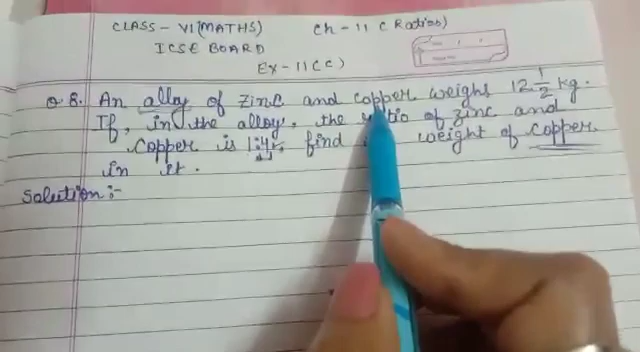 CLASS - VI (MATHS) Ch - 11 ( Ratios)
ICSE BOARD
EX - 11(C)
Q.8. An alloy of zinc and copper weighs 12 1/2 kg.
If, in the alloy, the ratio of zinc and
copper is 1:4, find weight of copper
in it.
Solution :-